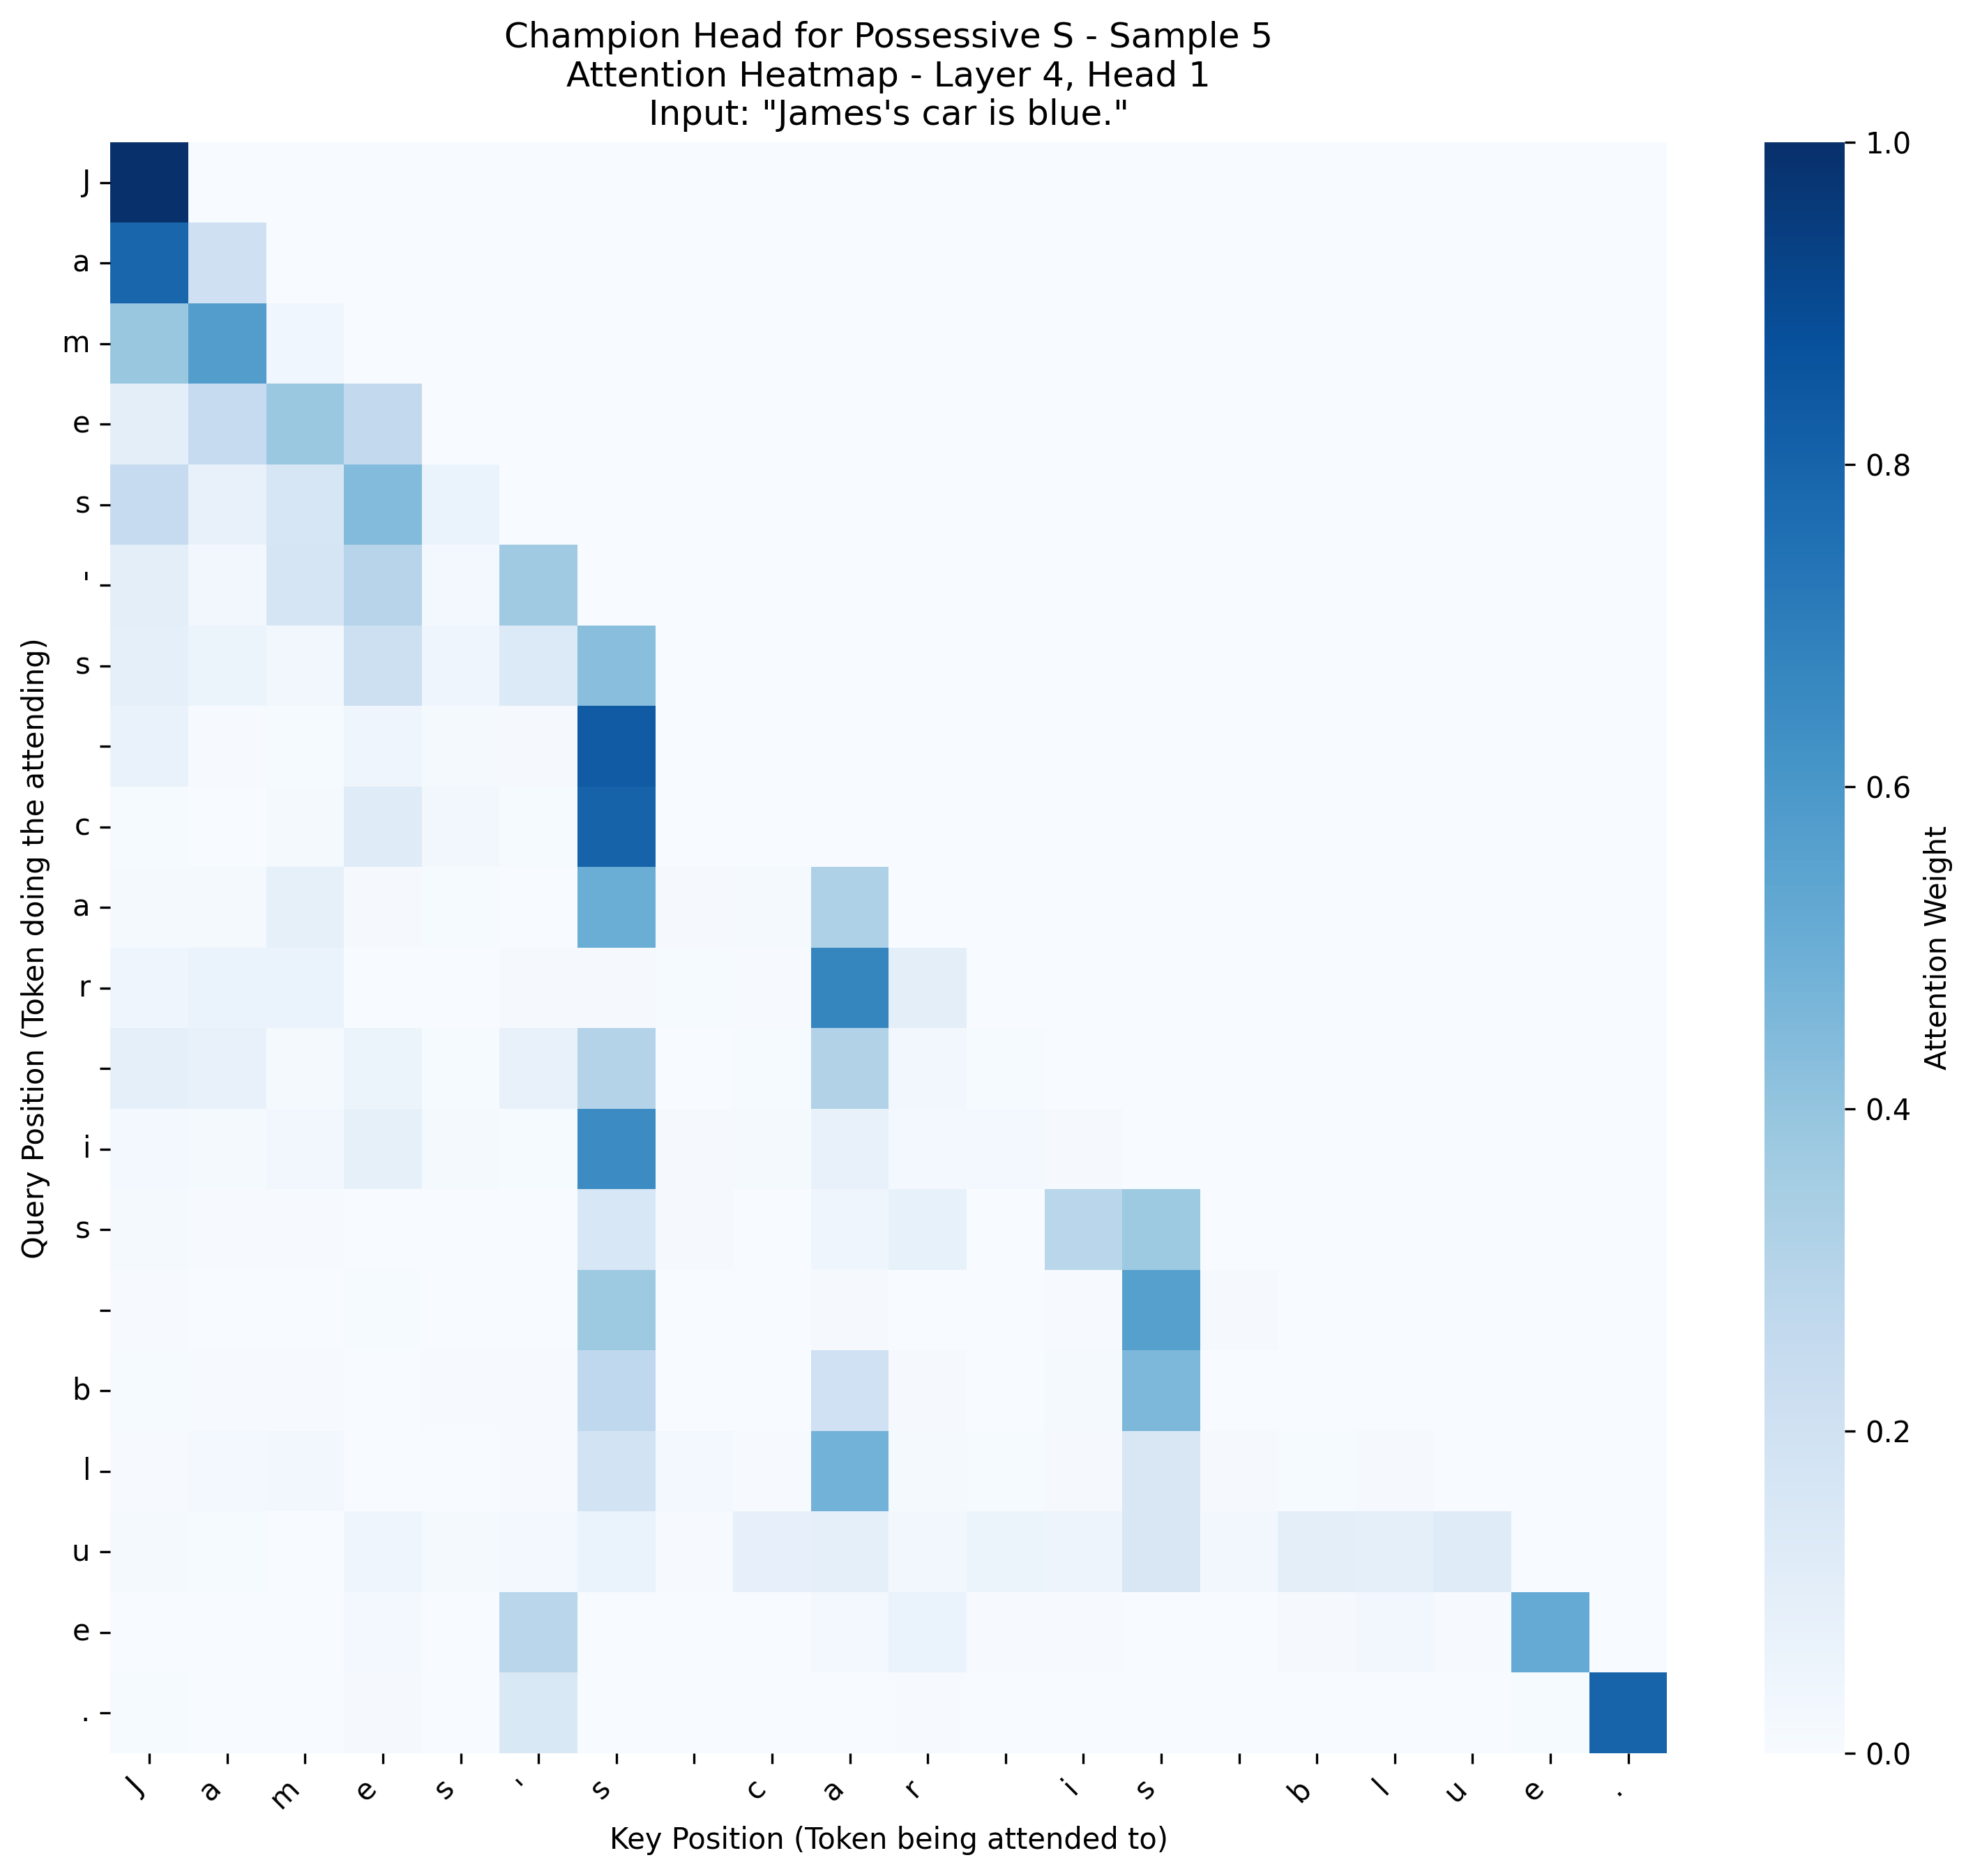 Champion Head for Possessive S - Sample 5
Attention Heatmap - Layer 4, Head 1
Input: "James's car is blue."
Query Position (Token doing the attending)
J
a
m
e
s
'
s
c
a
r
i
s
b
l
u
e
.
J a m e s ' s c a r i s b l u e .
Key Position (Token being attended to)
1.0
0.8
0.6
0.4
0.2
0.0
Attention Weight